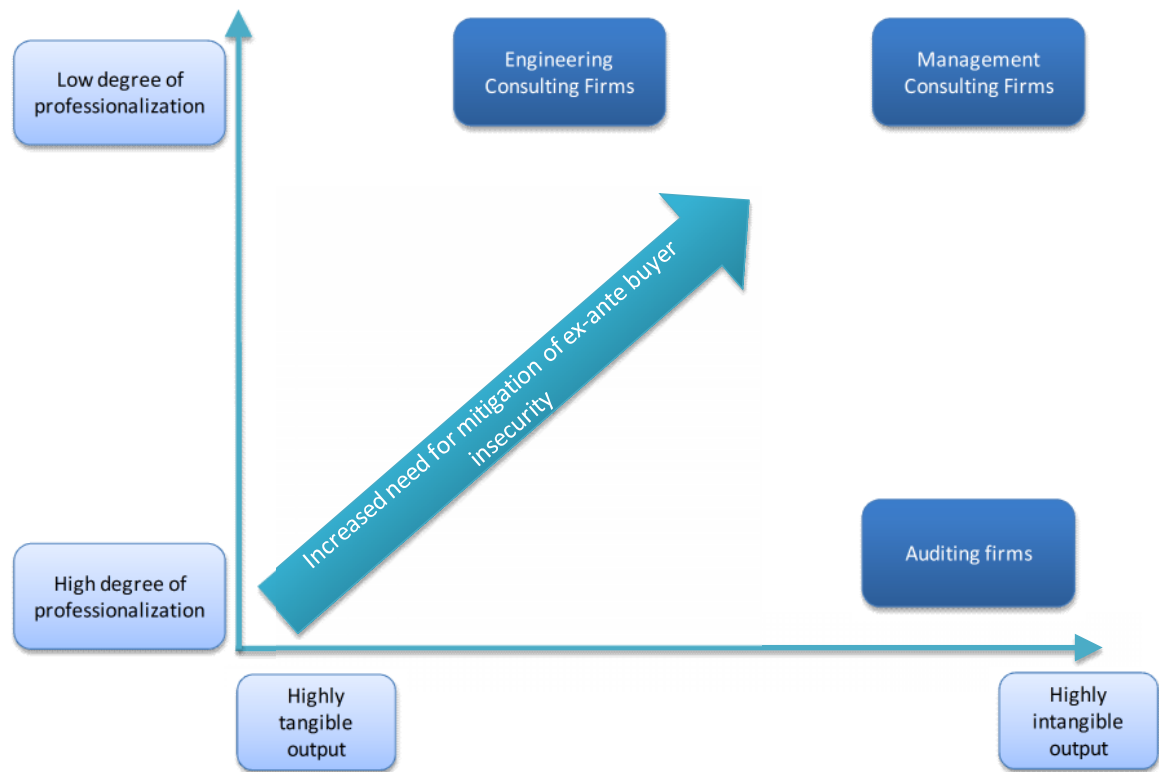 Low degree of
professionalization
Engineering
Consulting Firms
Management
Consulting Firms
Increased need for mitigation of ex-ante buyer
insecurity
High degree of
professionalization
Auditing firms
Highly
tangible
output
Highly
intangible
output